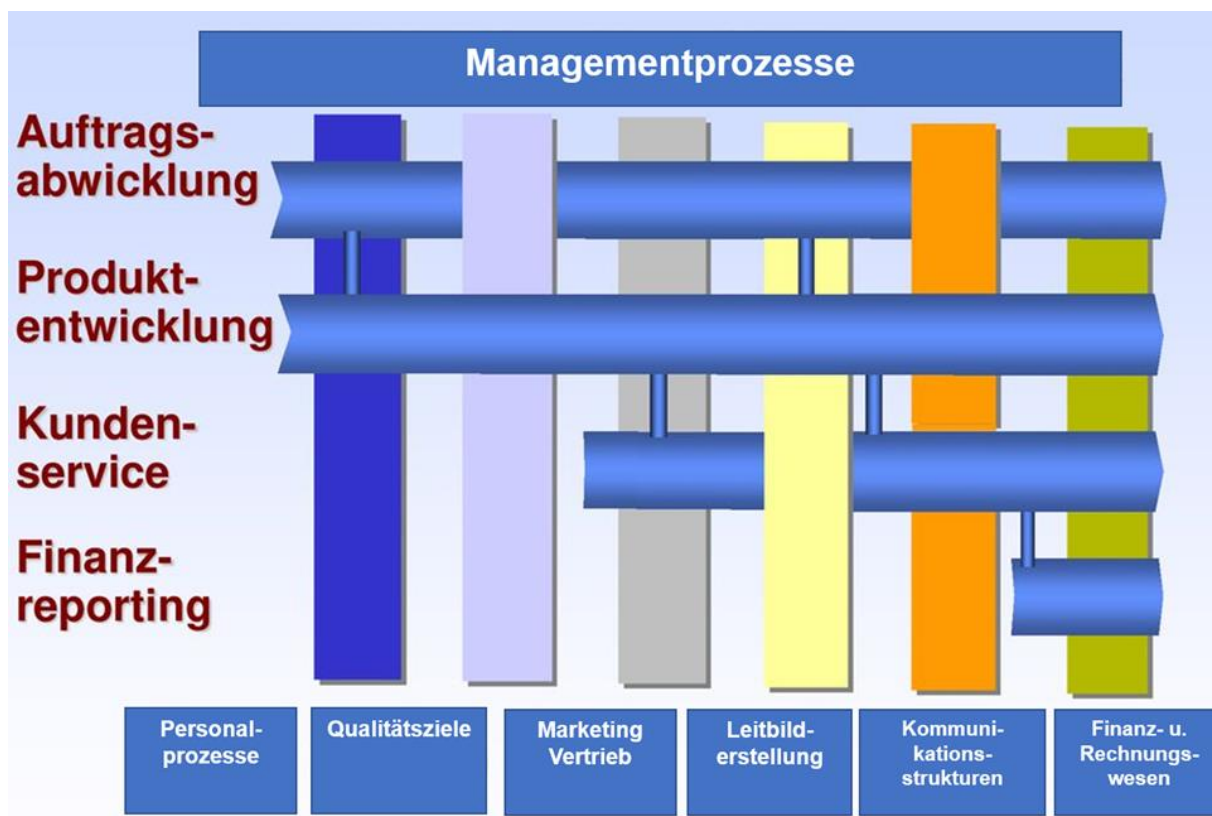 Managementprozesse
Auftrags-
abwicklung
Produkt-
entwicklung
Kunden-
service
Finanz-
reporting
Personal-
prozesse
Qualitätsziele
Marketing
Vertrieb
Leitbild-
erstellung
Kommuni-
kations-
strukturen
Finanz- u.
Rechnungs-
wesen